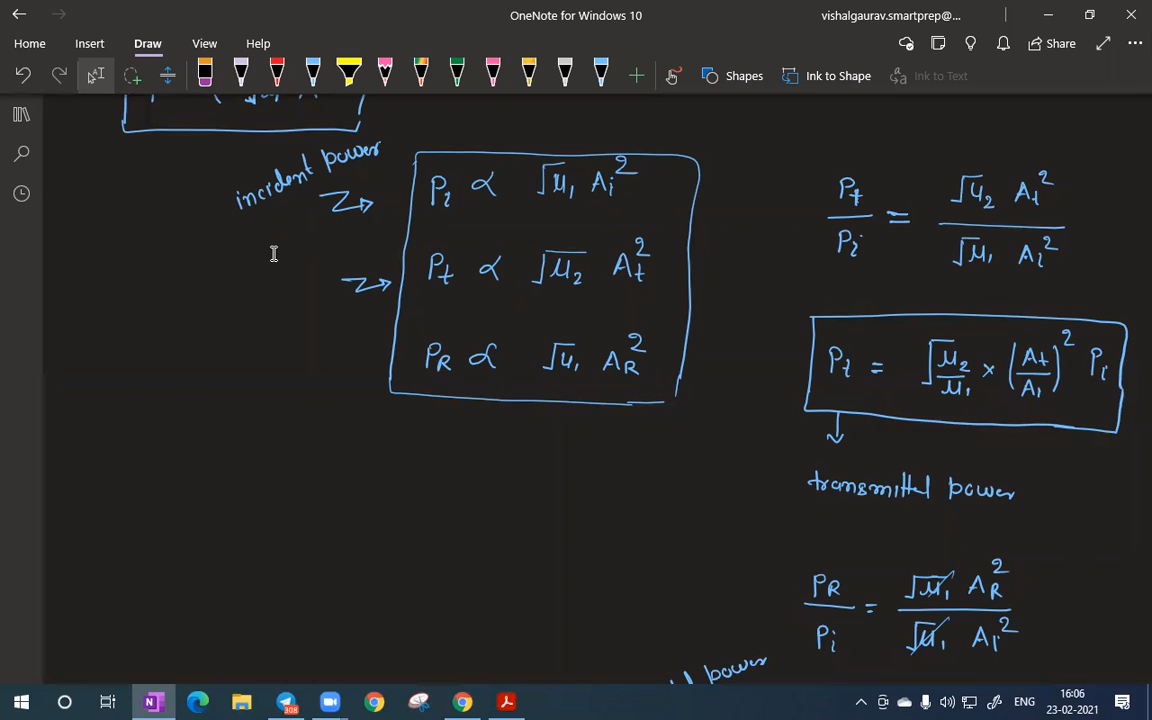 OneNote for Windows 10
vishalgaurav.smartprep@...
Home Insert Draw View Help
Share
Shapes Ink to Shape Ink to Text
incident power
Pi ∝ √μ₁ Ai²
Pt ∝ √μ₂ At²
PR ∝ √μ₁ AR²
Pt/Pi = √μ₂ At² / √μ₁ Ai²
Pt = √(μ₂/μ₁) × (At/Ai)² Pi
transmitted power
PR/Pi = √μ₁ AR² / √μ₁ Ai²
power
308
ENG
16:06
23-02-2021